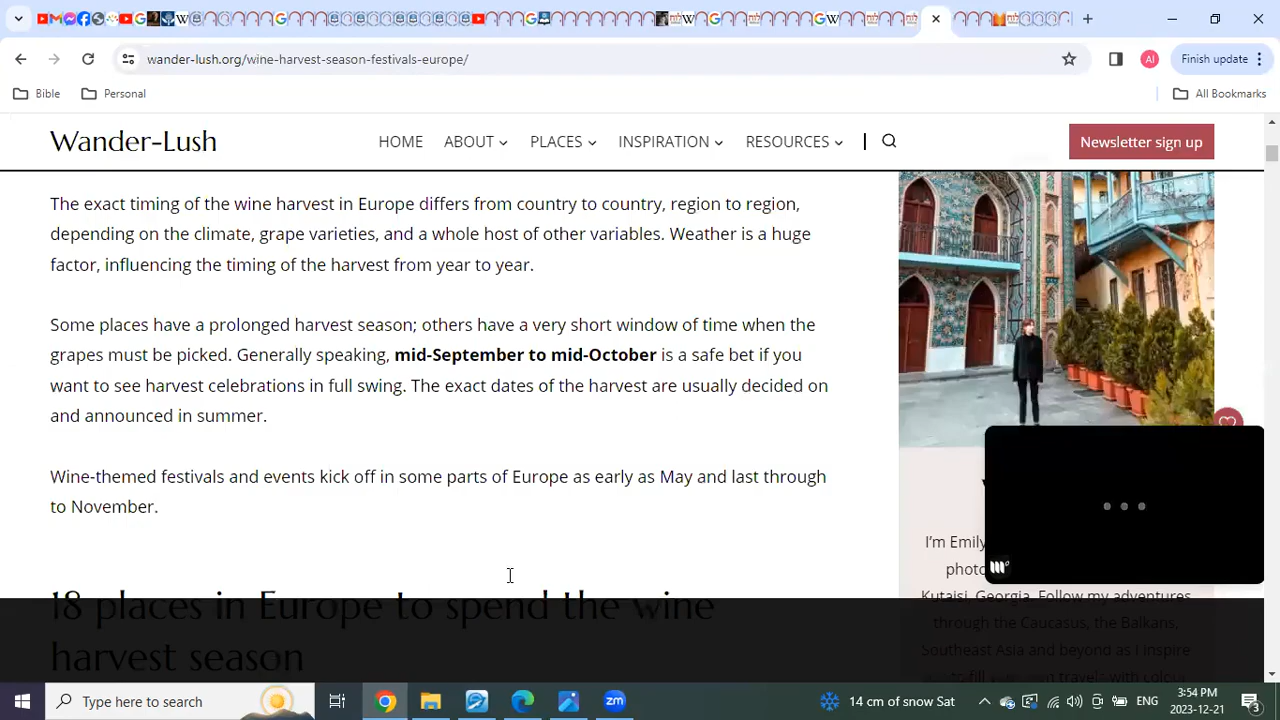 wander-lush.org/wine-harvest-season-festivals-europe/
AI
Finish update
Bible
Personal
All Bookmarks
Wander-Lush
HOME
ABOUT
PLACES
INSPIRATION
RESOURCES
Newsletter sign up
The exact timing of the wine harvest in Europe differs from country to country, region to region,
depending on the climate, grape varieties, and a whole host of other variables. Weather is a huge
factor, influencing the timing of the harvest from year to year.
Some places have a prolonged harvest season; others have a very short window of time when the
grapes must be picked. Generally speaking, mid-September to mid-October is a safe bet if you
want to see harvest celebrations in full swing. The exact dates of the harvest are usually decided on
and announced in summer.
Wine-themed festivals and events kick off in some parts of Europe as early as May and last through
to November.
18 places in Europe to spend the wine
harvest season
I'm Emily
photo
Kutaisi, Georgia. Follow my adventures
through the Caucasus, the Balkans,
Southeast Asia and beyond as I inspire
Type here to search
14 cm of snow Sat
ENG
3:54 PM
2023-12-21
3